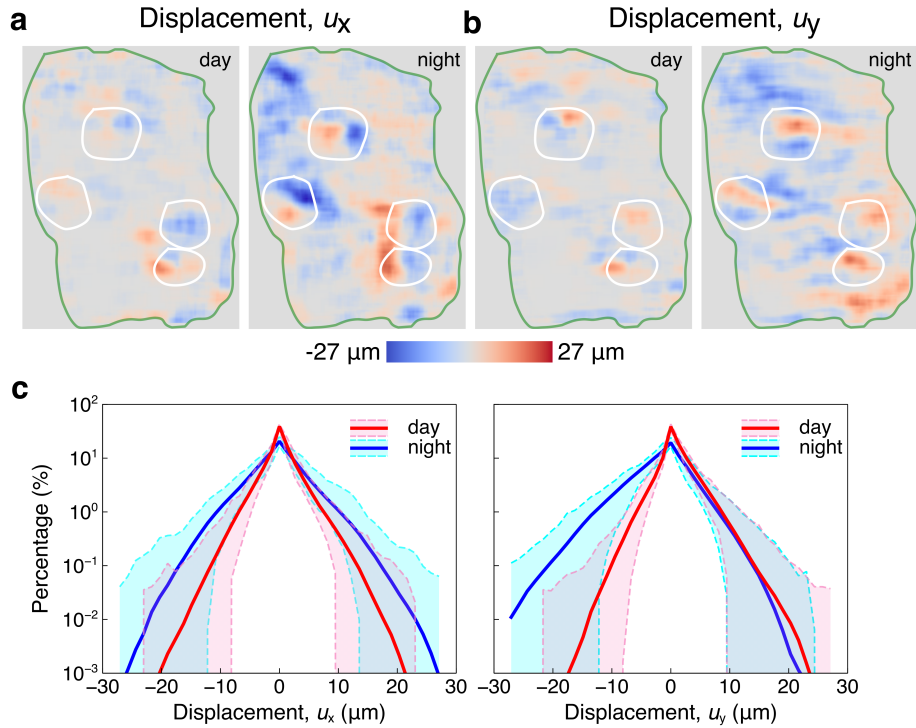 a Displacement, ux b Displacement, uy
day night day night
-27 μm 27 μm
c
Percentage (%)
10² 10¹ 10⁰ 10⁻¹ 10⁻² 10⁻³
day
night
−30 −20 −10 0 10 20 30
Displacement, uₓ (μm)
day
night
−30 −20 −10 0 10 20 30
Displacement, uy (μm)